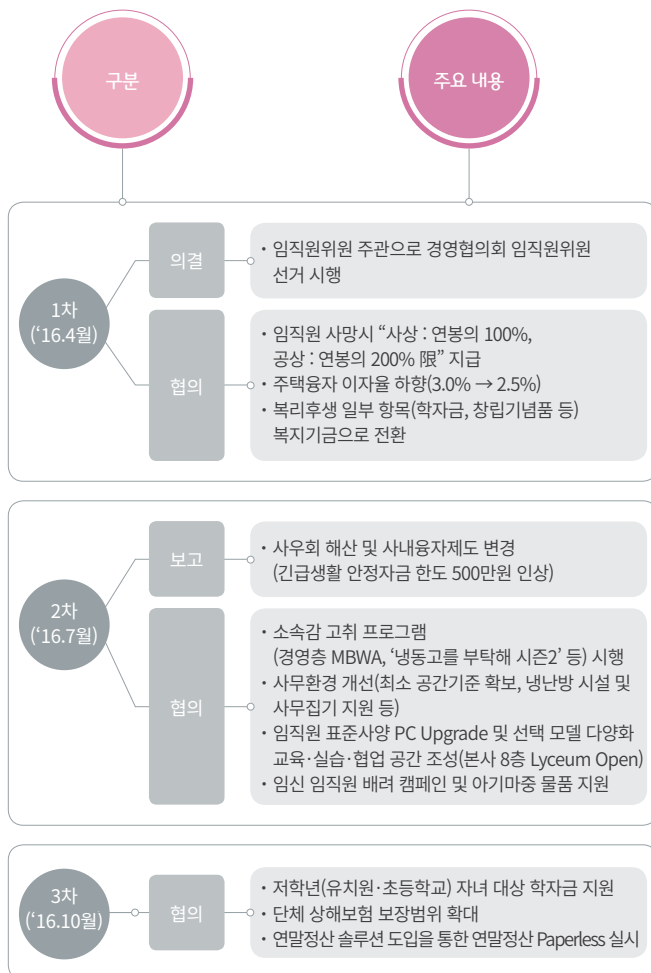 구분
주요 내용
1차
(‘16.4월)
의결
· 임직원위원 주관으로 경영협의회 임직원위원
선거 시행
협의
· 임직원 사망시 “사상 : 연봉의 100%,
공상 : 연봉의 200% 限” 지급
· 주택융자 이자율 하향(3.0% → 2.5%)
· 복리후생 일부 항목(학자금, 창립기념품 등)
복지기금으로 전환
2차
(‘16.7월)
보고
· 사우회 해산 및 사내융자제도 변경
(긴급생활 안정자금 한도 500만원 인상)
협의
· 소속감 고취 프로그램
(경영층 MBWA, ‘냉동고를 부탁해 시즌2’ 등) 시행
· 사무환경 개선(최소 공간기준 확보, 냉난방 시설 및
사무집기 지원 등)
· 임직원 표준사양 PC Upgrade 및 선택 모델 다양화
교육·실습·협업 공간 조성(본사 8층 Lyceum Open)
· 임신 임직원 배려 캠페인 및 아기마중 물품 지원
3차
(‘16.10월)
협의
· 저학년(유치원·초등학교) 자녀 대상 학자금 지원
· 단체 상해보험 보장범위 확대
· 연말정산 솔루션 도입을 통한 연말정산 Paperless 실시